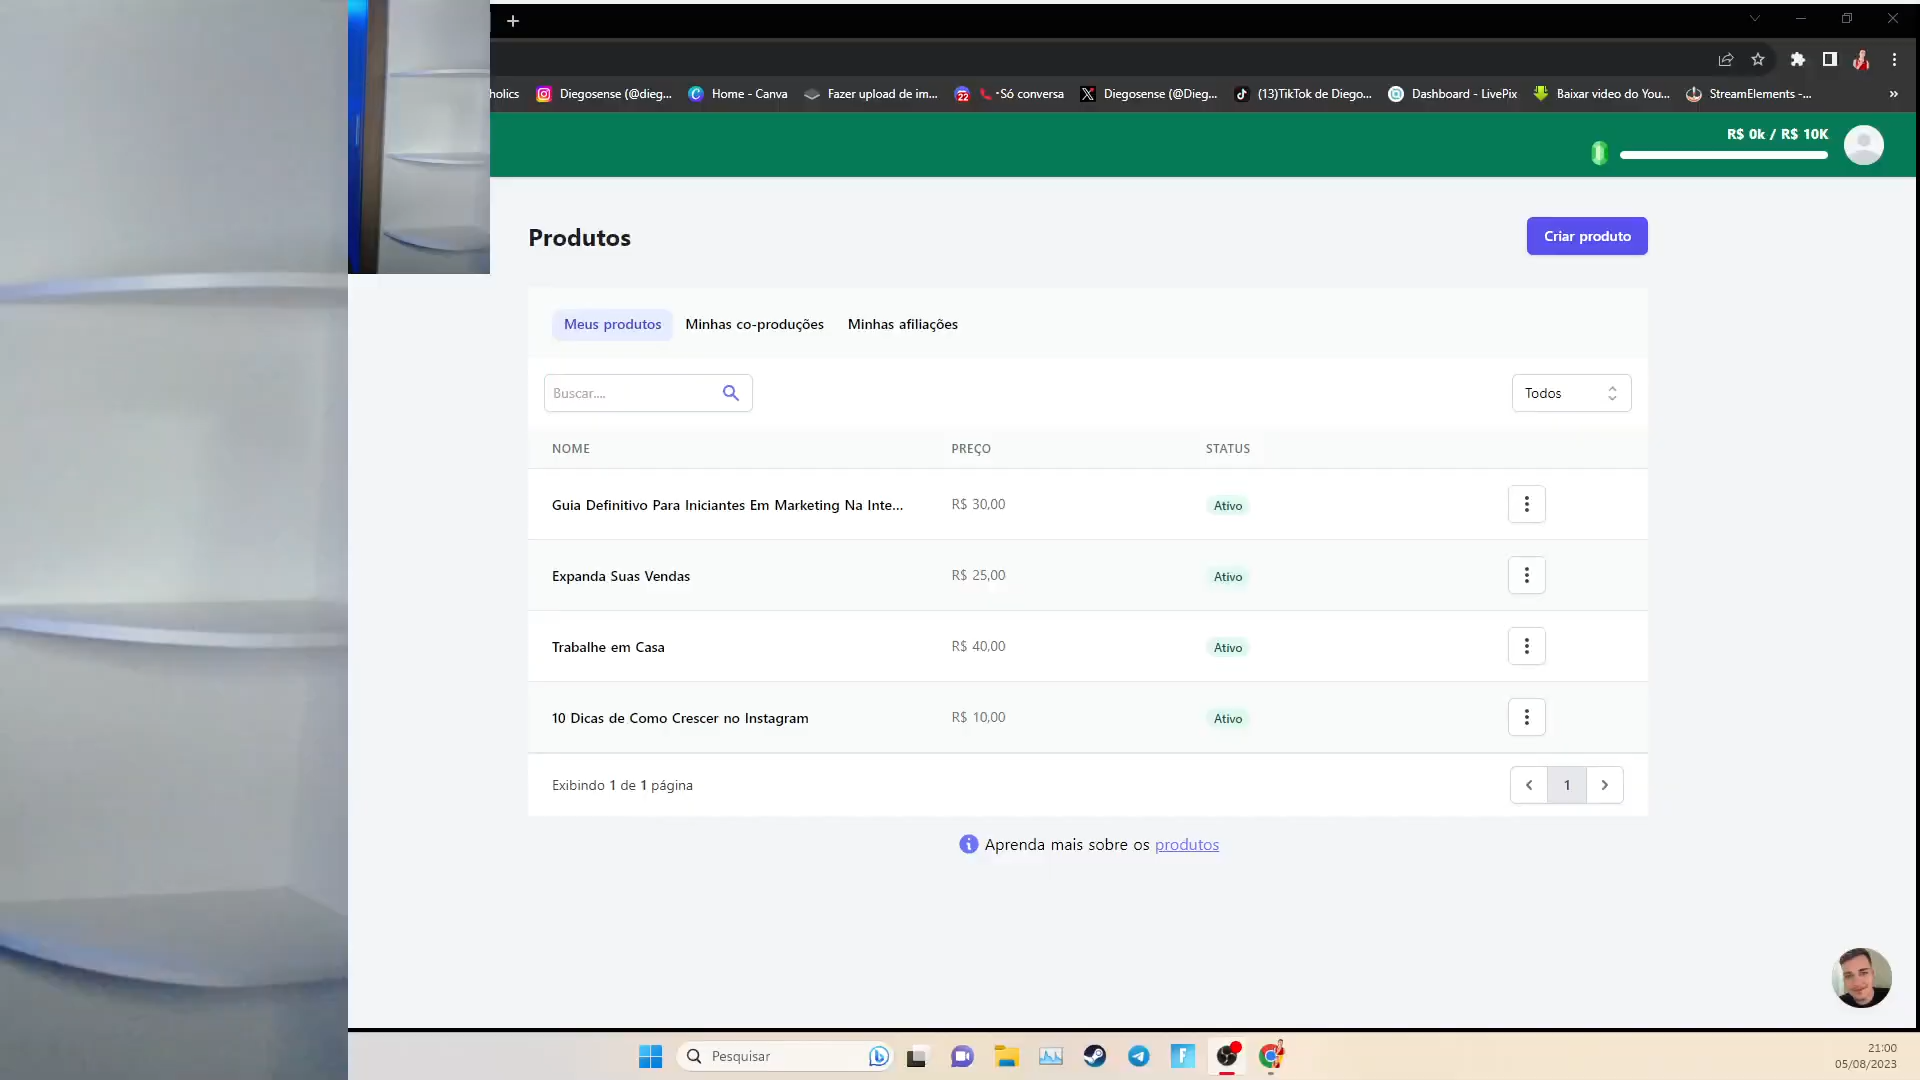 holics
Diegosense (@dieg...
Home - Canva
Fazer upload de im...
22
Só conversa
Diegosense (@Dieg...
(13)TikTok de Diego...
Dashboard - LivePix
Baixar video do You...
StreamElements -...
»
R$ 0k / R$ 10K
Produtos
Criar produto
Meus produtos Minhas co-produções Minhas afiliações
Buscar....
Todos
NOME PREÇO STATUS
Guia Definitivo Para Iniciantes Em Marketing Na Inte... R$ 30,00 Ativo
Expanda Suas Vendas R$ 25,00 Ativo
Trabalhe em Casa R$ 40,00 Ativo
10 Dicas de Como Crescer no Instagram R$ 10,00 Ativo
Exibindo 1 de 1 página
1
Aprenda mais sobre os produtos
Pesquisar
21:00
05/08/2023